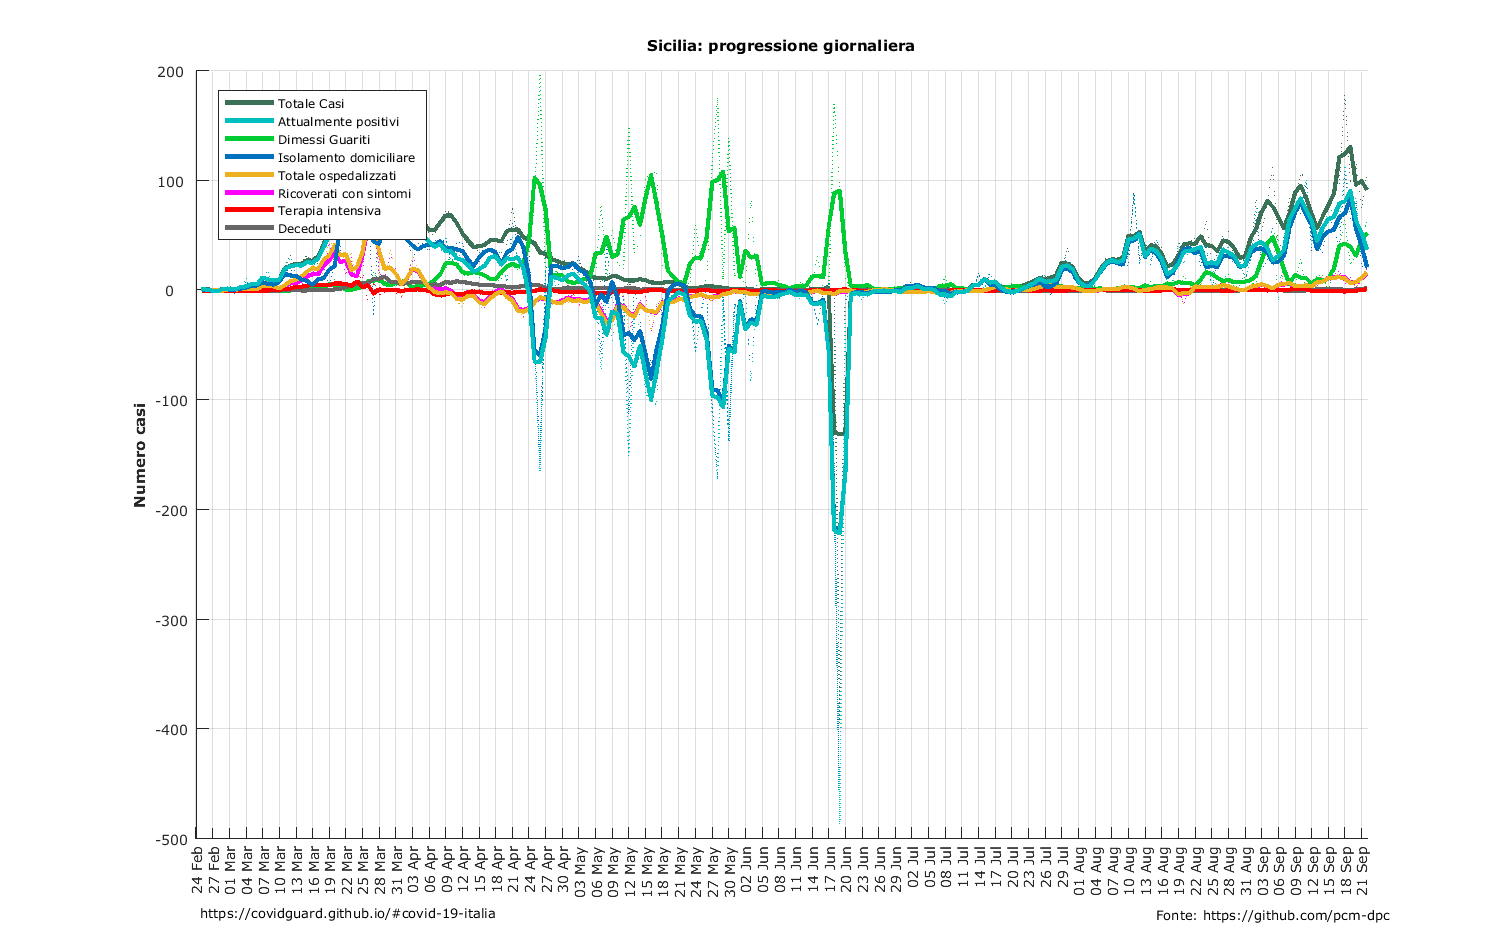 Sicilia: progressione giornaliera
200
100
0
-100
-200
-300
-400
-500
Numero casi
Totale Casi
Attualmente positivi
Dimessi Guariti
Isolamento domiciliare
Totale ospedalizzati
Ricoverati con sintomi
Terapia intensiva
Deceduti
24 Feb
27 Feb
01 Mar
04 Mar
07 Mar
10 Mar
13 Mar
16 Mar
19 Mar
22 Mar
25 Mar
28 Mar
31 Mar
03 Apr
06 Apr
09 Apr
12 Apr
15 Apr
18 Apr
21 Apr
24 Apr
27 Apr
30 Apr
03 May
06 May
09 May
12 May
15 May
18 May
21 May
24 May
27 May
30 May
02 Jun
05 Jun
08 Jun
11 Jun
14 Jun
17 Jun
20 Jun
23 Jun
26 Jun
29 Jun
02 Jul
05 Jul
08 Jul
11 Jul
14 Jul
17 Jul
20 Jul
23 Jul
26 Jul
29 Jul
01 Aug
04 Aug
07 Aug
10 Aug
13 Aug
16 Aug
19 Aug
22 Aug
25 Aug
28 Aug
31 Aug
03 Sep
06 Sep
09 Sep
12 Sep
15 Sep
18 Sep
21 Sep
https://covidguard.github.io/#covid-19-italia
Fonte: https://github.com/pcm-dpc